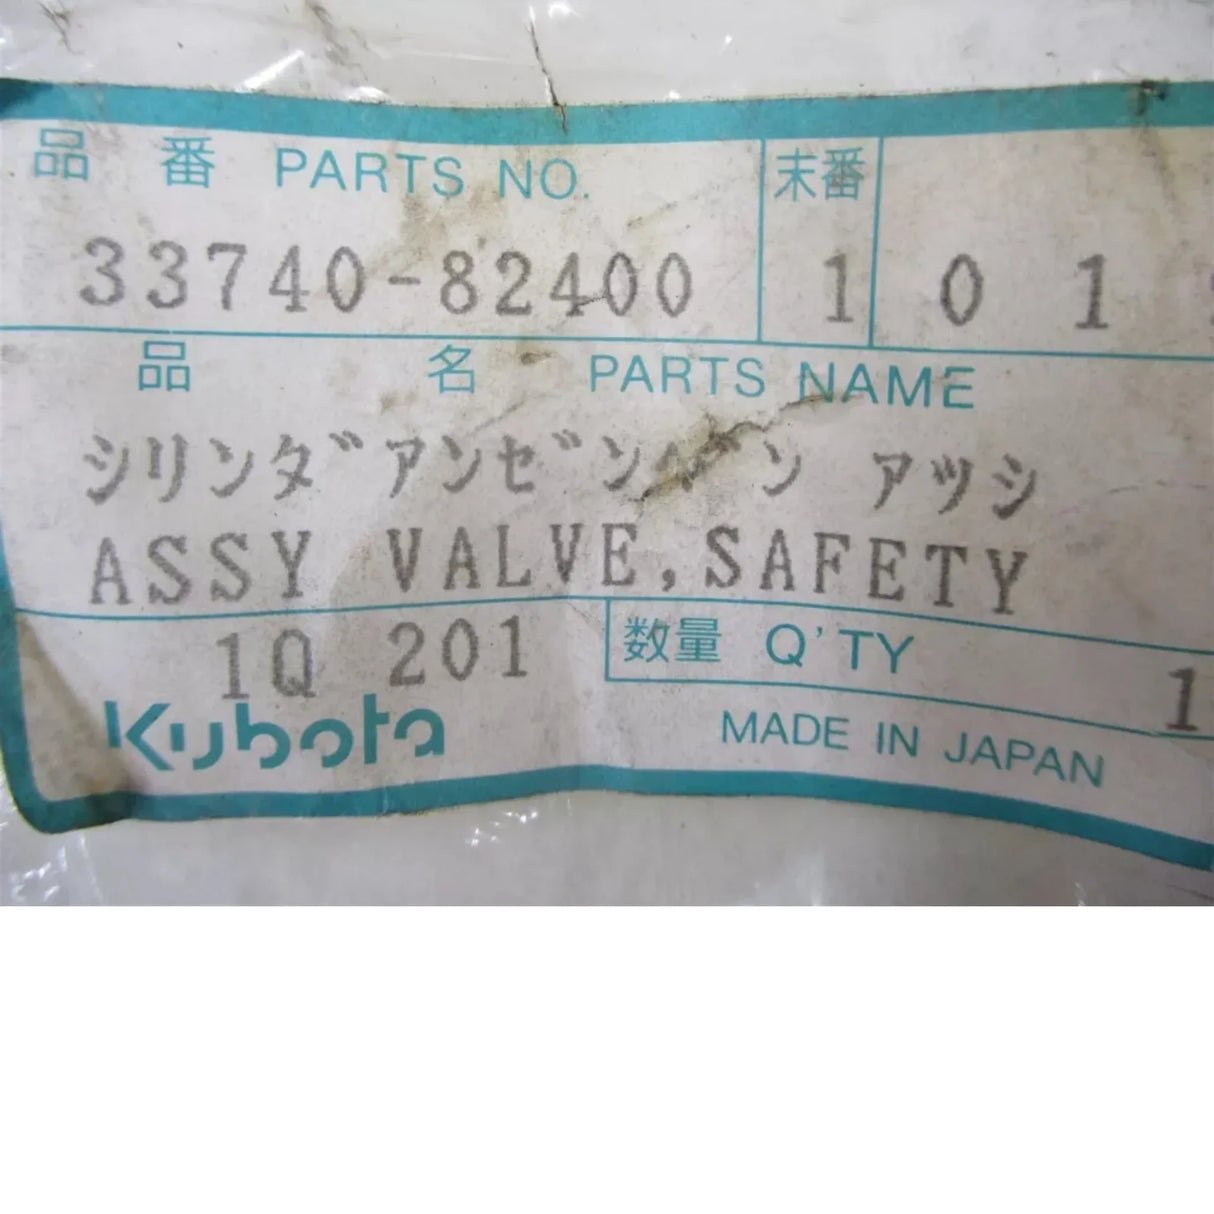 品 番 PARTS NO. 末番
33740-82400 1 0 1
品 名 PARTS NAME
シリンダアンゼンベン アツシ
ASSY VALVE,SAFETY
1Q 201 数量 Q'TY 1
Kubota MADE IN JAPAN